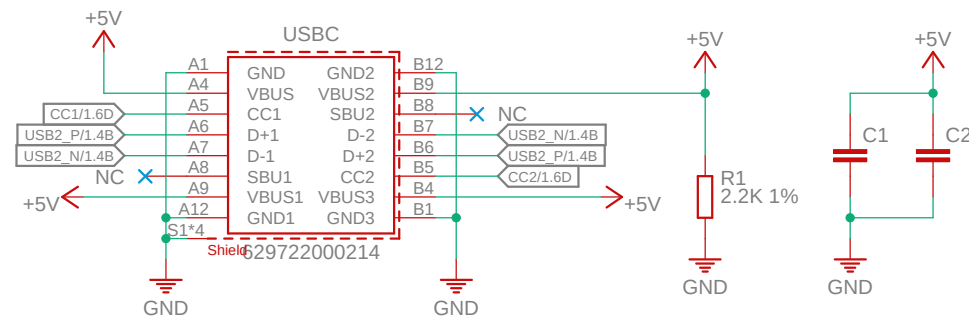 +5V
USBC
+5V
+5V
A1 GND GND2 B12
A4 VBUS VBUS2 B9
CC1/1.6D A5 CC1 SBU2 B8 NC
USB2_P/1.4B A6 D+1 D-2 B7 USB2_N/1.4B
USB2_N/1.4B A7 D-1 D+2 B6 USB2_P/1.4B
NC A8 SBU1 CC2 B5 CC2/1.6D
+5V A9 VBUS1 VBUS3 B4 +5V
A12 GND1 GND3 B1
S1*4
Shield 629722000214
R1
2.2K 1%
C1 C2
GND GND GND GND